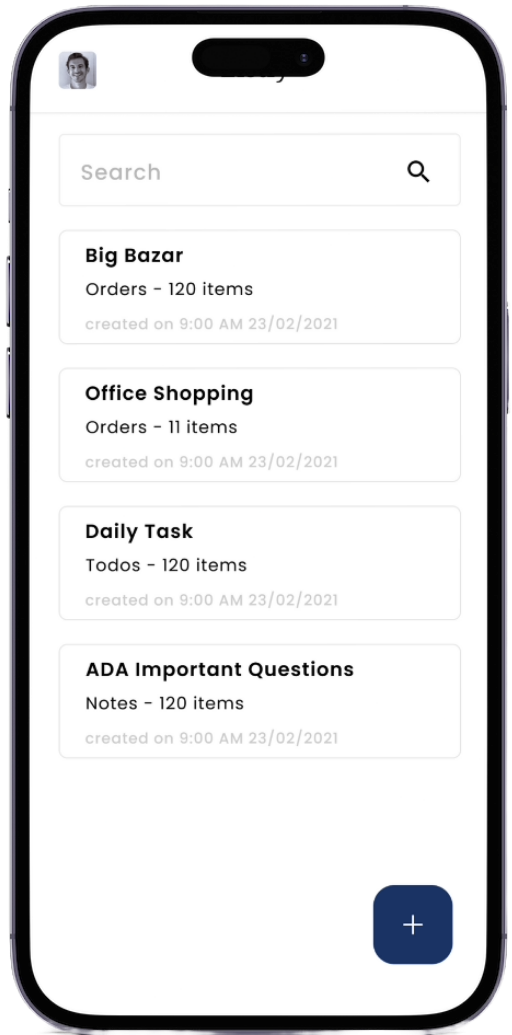 Search
Big Bazar
Orders - 120 items
created on 9:00 AM 23/02/2021
Office Shopping
Orders - 11 items
created on 9:00 AM 23/02/2021
Daily Task
Todos - 120 items
created on 9:00 AM 23/02/2021
ADA Important Questions
Notes - 120 items
created on 9:00 AM 23/02/2021
+